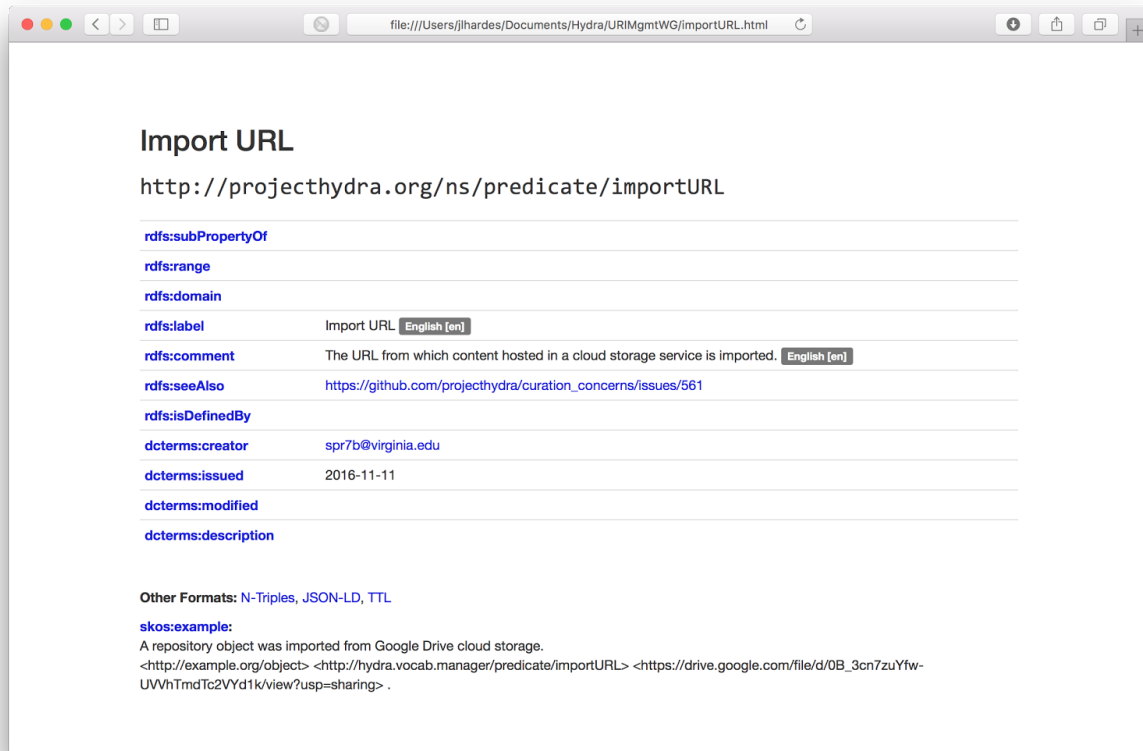 file:///Users/jlhardes/Documents/Hydra/URIMgmtWG/importURL.html
Import URL
http://projecthydra.org/ns/predicate/importURL
rdfs:subPropertyOf
rdfs:range
rdfs:domain
rdfs:label Import URL English [en]
rdfs:comment The URL from which content hosted in a cloud storage service is imported. English [en]
rdfs:seeAlso https://github.com/projecthydra/curation_concerns/issues/561
rdfs:isDefinedBy
dcterms:creator spr7b@virginia.edu
dcterms:issued 2016-11-11
dcterms:modified
dcterms:description
Other Formats: N-Triples, JSON-LD, TTL
skos:example:
A repository object was imported from Google Drive cloud storage.
<http://example.org/object> <http://hydra.vocab.manager/predicate/importURL> <https://drive.google.com/file/d/0B_3cn7zuYfw-
UVVhTmdTc2VYd1k/view?usp=sharing> .